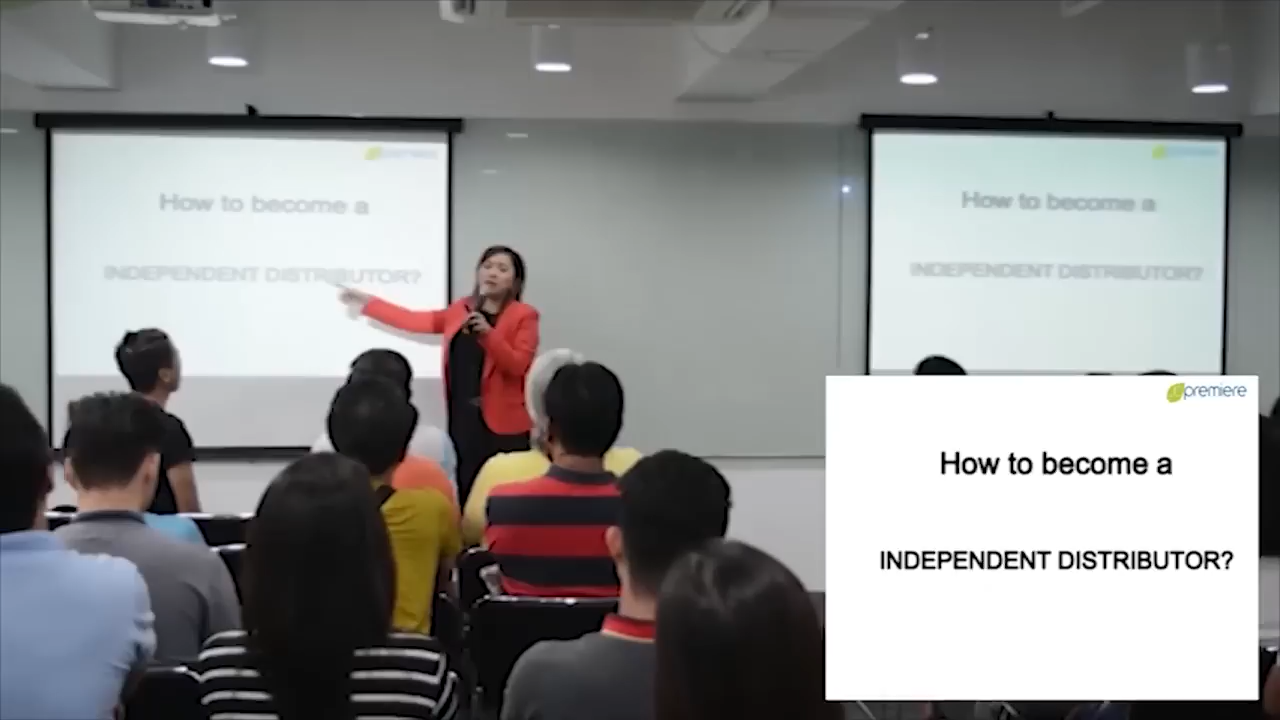 How to become a
INDEPENDENT DISTRIBUTOR?
How to become a
INDEPENDENT DISTRIBUTOR?
premiere
How to become a
INDEPENDENT DISTRIBUTOR?